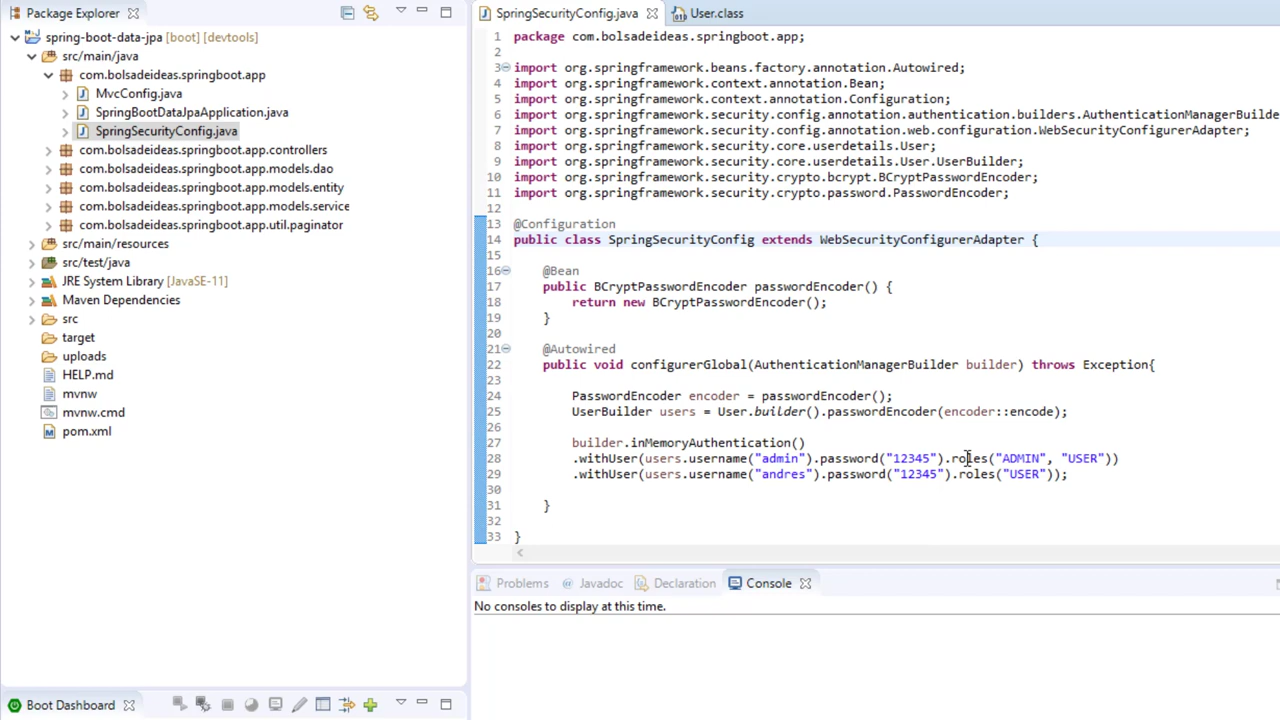 Package Explorer
spring-boot-data-jpa [boot] [devtools]
src/main/java
com.bolsadeideas.springboot.app
MvcConfig.java
SpringBootDataJpaApplication.java
SpringSecurityConfig.java
com.bolsadeideas.springboot.app.controllers
com.bolsadeideas.springboot.app.models.dao
com.bolsadeideas.springboot.app.models.entity
com.bolsadeideas.springboot.app.models.service
com.bolsadeideas.springboot.app.util.paginator
src/main/resources
src/test/java
JRE System Library [JavaSE-11]
Maven Dependencies
src
target
uploads
HELP.md
mvnw
mvnw.cmd
pom.xml
Boot Dashboard
SpringSecurityConfig.java User.class
1 package com.bolsadeideas.springboot.app;
2
3 import org.springframework.beans.factory.annotation.Autowired;
4 import org.springframework.context.annotation.Bean;
5 import org.springframework.context.annotation.Configuration;
6 import org.springframework.security.config.annotation.authentication.builders.AuthenticationManagerBuilde
7 import org.springframework.security.config.annotation.web.configuration.WebSecurityConfigurerAdapter;
8 import org.springframework.security.core.userdetails.User;
9 import org.springframework.security.core.userdetails.User.UserBuilder;
10 import org.springframework.security.crypto.bcrypt.BCryptPasswordEncoder;
11 import org.springframework.security.crypto.password.PasswordEncoder;
12
13 @Configuration
14 public class SpringSecurityConfig extends WebSecurityConfigurerAdapter {
15
16 @Bean
17 public BCryptPasswordEncoder passwordEncoder() {
18 return new BCryptPasswordEncoder();
19 }
20
21 @Autowired
22 public void configurerGlobal(AuthenticationManagerBuilder builder) throws Exception{
23
24 PasswordEncoder encoder = passwordEncoder();
25 UserBuilder users = User.builder().passwordEncoder(encoder::encode);
26
27 builder.inMemoryAuthentication()
28 .withUser(users.username("admin").password("12345").roles("ADMIN", "USER"))
29 .withUser(users.username("andres").password("12345").roles("USER"));
30
31 }
32
33 }
Problems @ Javadoc Declaration Console
No consoles to display at this time.